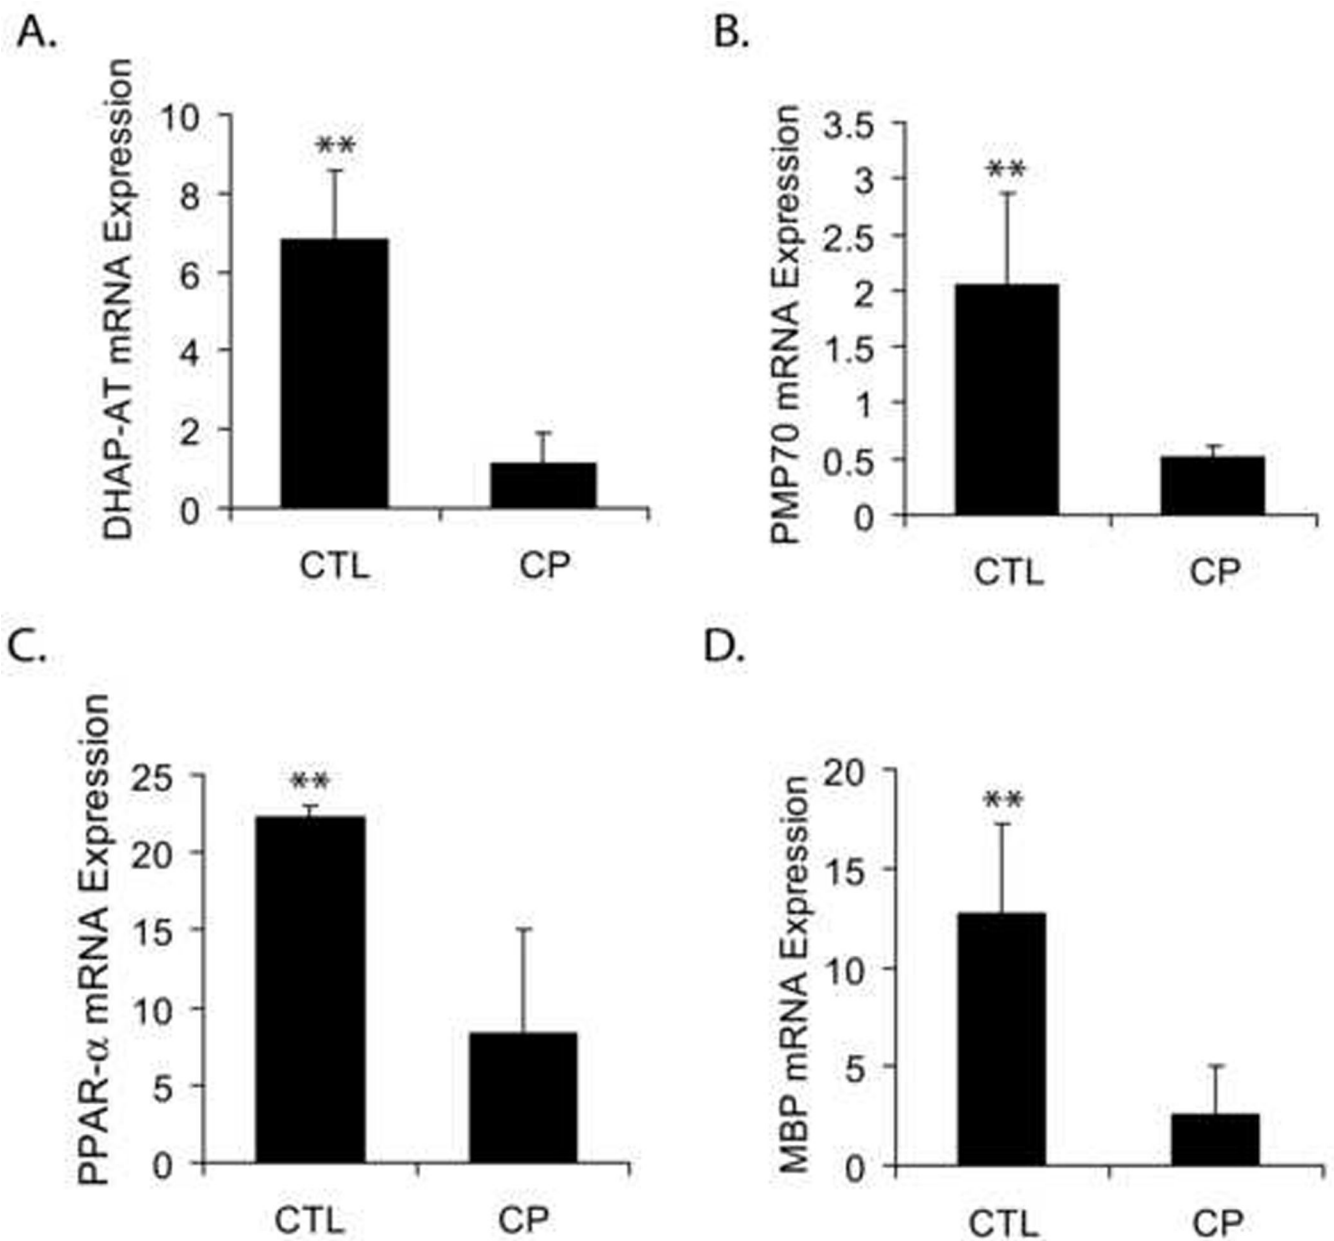 A.
DHAP-AT mRNA Expression
10
8
6
4
2
0
**
CTL CP
B.
PMP70 mRNA Expression
3.5
3
2.5
2
1.5
1
0.5
0
**
CTL CP
C.
PPAR-α mRNA Expression
25
20
15
10
5
0
**
CTL CP
D.
MBP mRNA Expression
20
15
10
5
0
**
CTL CP